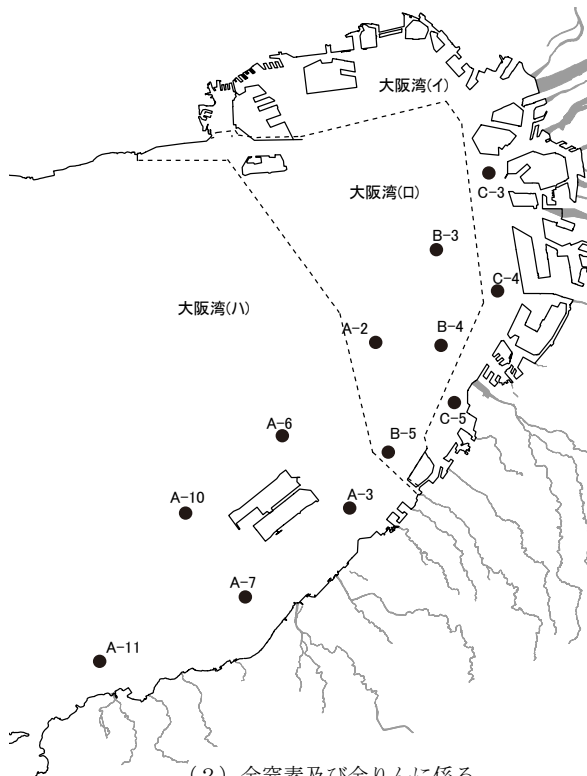 大阪湾(イ)
C-3
大阪湾(ロ)
B-3
C-4
大阪湾(ハ)
A-2
B-4
C-5
A-6
B-5
A-10
A-3
A-7
A-11
(2) 全窒素及び全りんに係る